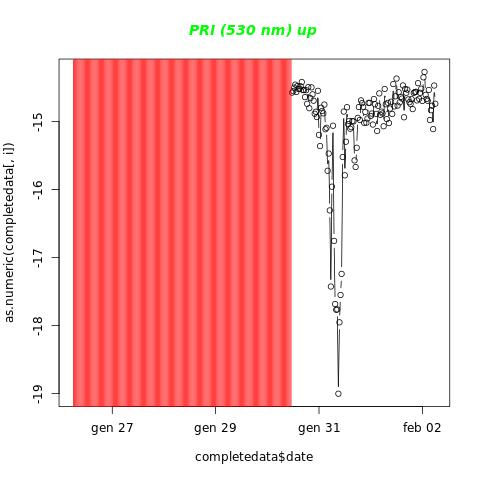 PRI (530 nm) up
as.numeric(completedata[, i])
-15
-16
-17
-18
-19
gen 27 gen 29 gen 31 feb 02
completedata$date